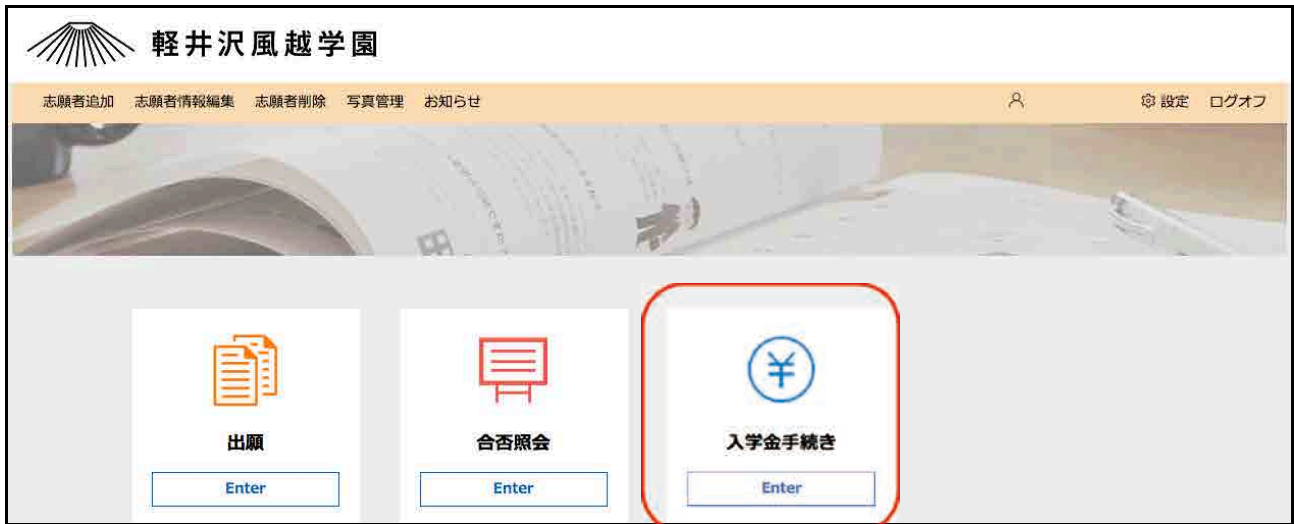 軽井沢風越学園
志願者追加 志願者情報編集 志願者削除 写真管理 お知らせ 設定 ログオフ
出願 合否照会 入学金手続き
Enter Enter Enter